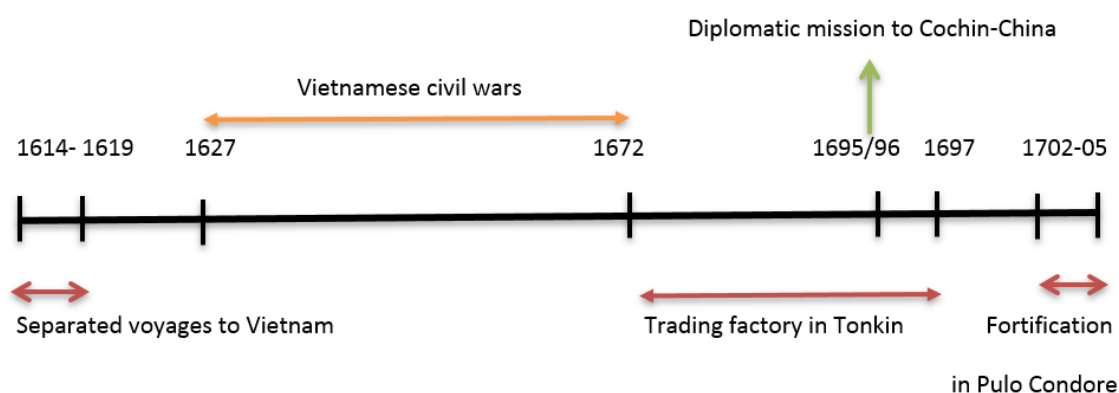 Diplomatic mission to Cochin-China
Vietnamese civil wars
1614- 1619 1627 1672 1695/96 1697 1702-05
Separated voyages to Vietnam Trading factory in Tonkin Fortification
in Pulo Condore